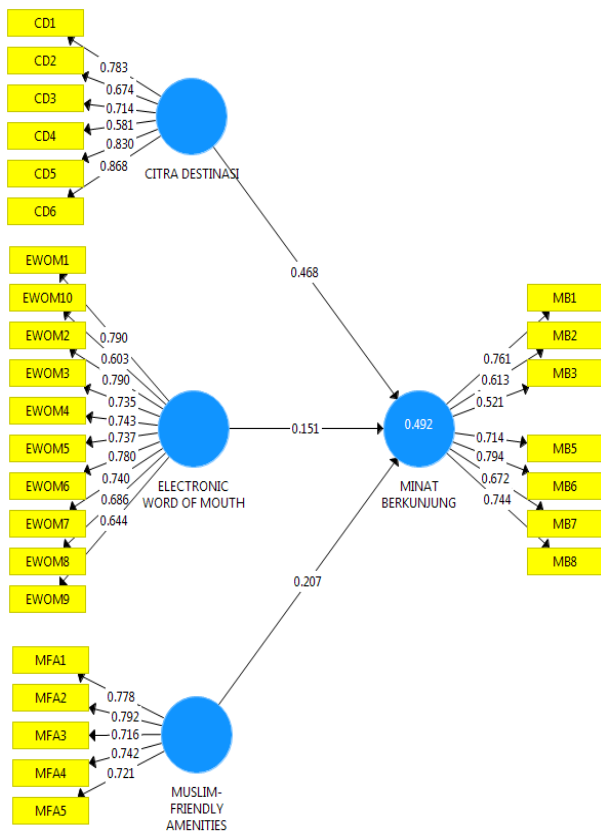 CD1
CD2
CD3
CD4
CD5
CD6
0.783
0.674
0.714
0.581
0.830
0.868
CITRA DESTINASI
0.468
EWOM1
EWOM10
EWOM2
EWOM3
EWOM4
EWOM5
EWOM6
EWOM7
EWOM8
EWOM9
0.790
0.603
0.790
0.735
0.743
0.737
0.780
0.740
0.686
0.644
ELECTRONIC
WORD OF MOUTH
0.151
0.492
MINAT
BERKUNJUNG
0.761
0.613
0.521
0.714
0.794
0.672
0.744
MB1
MB2
MB3
MB5
MB6
MB7
MB8
0.207
MFA1
MFA2
MFA3
MFA4
MFA5
0.778
0.792
0.716
0.742
0.721
MUSLIM-
FRIENDLY
AMENITIES